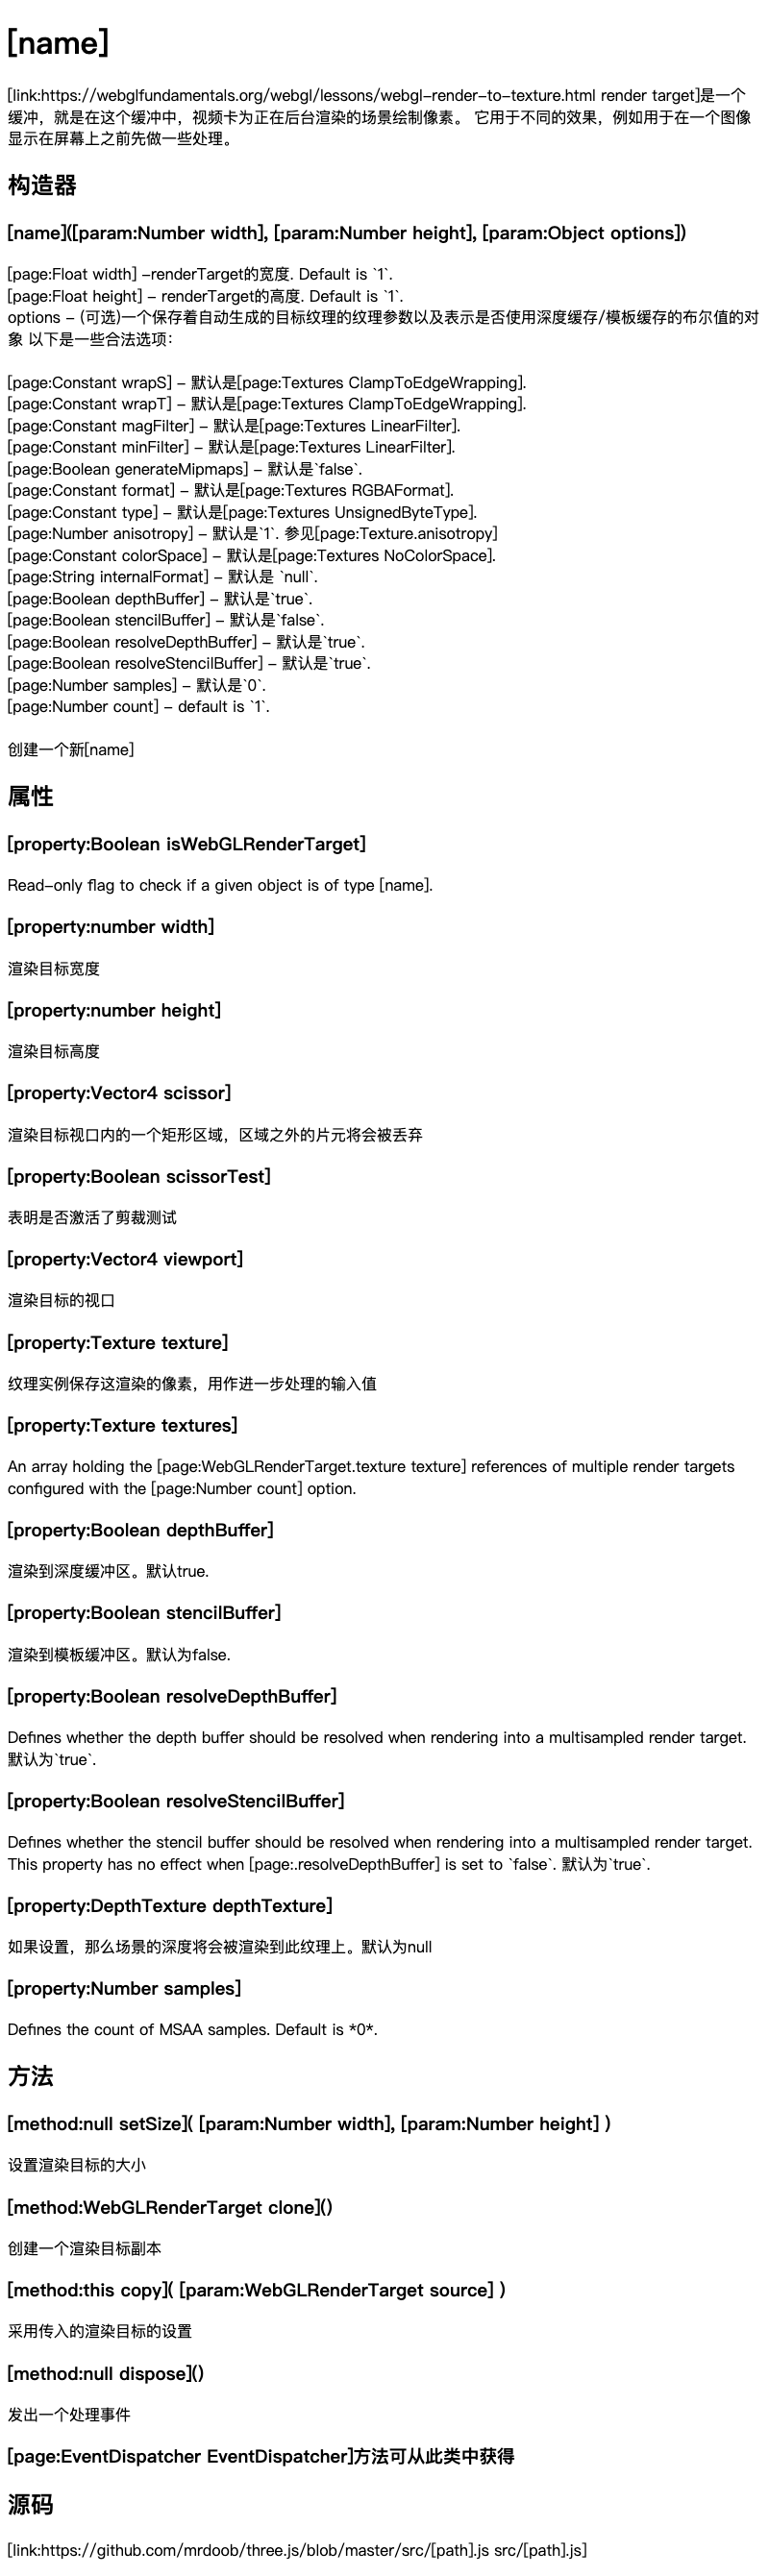 [name]
[link:https://webglfundamentals.org/webgl/lessons/webgl-render-to-texture.html render target]是一个
缓冲，就是在这个缓冲中，视频卡为正在后台渲染的场景绘制像素。 它用于不同的效果，例如用于在一个图像
显示在屏幕上之前先做一些处理。
构造器
[name]([param:Number width], [param:Number height], [param:Object options])
[page:Float width] -renderTarget的宽度. Default is `1`.
[page:Float height] - renderTarget的高度. Default is `1`.
options - (可选)一个保存着自动生成的目标纹理的纹理参数以及表示是否使用深度缓存/模板缓存的布尔值的对
象 以下是一些合法选项：
[page:Constant wrapS] - 默认是[page:Textures ClampToEdgeWrapping].
[page:Constant wrapT] - 默认是[page:Textures ClampToEdgeWrapping].
[page:Constant magFilter] - 默认是[page:Textures LinearFilter].
[page:Constant minFilter] - 默认是[page:Textures LinearFilter].
[page:Boolean generateMipmaps] - 默认是`false`.
[page:Constant format] - 默认是[page:Textures RGBAFormat].
[page:Constant type] - 默认是[page:Textures UnsignedByteType].
[page:Number anisotropy] - 默认是`1`. 参见[page:Texture.anisotropy]
[page:Constant colorSpace] - 默认是[page:Textures NoColorSpace].
[page:String internalFormat] - 默认是 `null`.
[page:Boolean depthBuffer] - 默认是`true`.
[page:Boolean stencilBuffer] - 默认是`false`.
[page:Boolean resolveDepthBuffer] - 默认是`true`.
[page:Boolean resolveStencilBuffer] - 默认是`true`.
[page:Number samples] - 默认是`0`.
[page:Number count] - default is `1`.
创建一个新[name]
属性
[property:Boolean isWebGLRenderTarget]
Read-only flag to check if a given object is of type [name].
[property:number width]
渲染目标宽度
[property:number height]
渲染目标高度
[property:Vector4 scissor]
渲染目标视口内的一个矩形区域，区域之外的片元将会被丢弃
[property:Boolean scissorTest]
表明是否激活了剪裁测试
[property:Vector4 viewport]
渲染目标的视口
[property:Texture texture]
纹理实例保存这渲染的像素，用作进一步处理的输入值
[property:Texture textures]
An array holding the [page:WebGLRenderTarget.texture texture] references of multiple render targets
configured with the [page:Number count] option.
[property:Boolean depthBuffer]
渲染到深度缓冲区。默认true.
[property:Boolean stencilBuffer]
渲染到模板缓冲区。默认为false.
[property:Boolean resolveDepthBuffer]
Defines whether the depth buffer should be resolved when rendering into a multisampled render target.
默认为`true`.
[property:Boolean resolveStencilBuffer]
Defines whether the stencil buffer should be resolved when rendering into a multisampled render target.
This property has no effect when [page:.resolveDepthBuffer] is set to `false`. 默认为`true`.
[property:DepthTexture depthTexture]
如果设置，那么场景的深度将会被渲染到此纹理上。默认为null
[property:Number samples]
Defines the count of MSAA samples. Default is *0*.
方法
[method:null setSize]( [param:Number width], [param:Number height] )
设置渲染目标的大小
[method:WebGLRenderTarget clone]()
创建一个渲染目标副本
[method:this copy]( [param:WebGLRenderTarget source] )
采用传入的渲染目标的设置
[method:null dispose]()
发出一个处理事件
[page:EventDispatcher EventDispatcher]方法可从此类中获得
源码
[link:https://github.com/mrdoob/three.js/blob/master/src/[path].js src/[path].js]